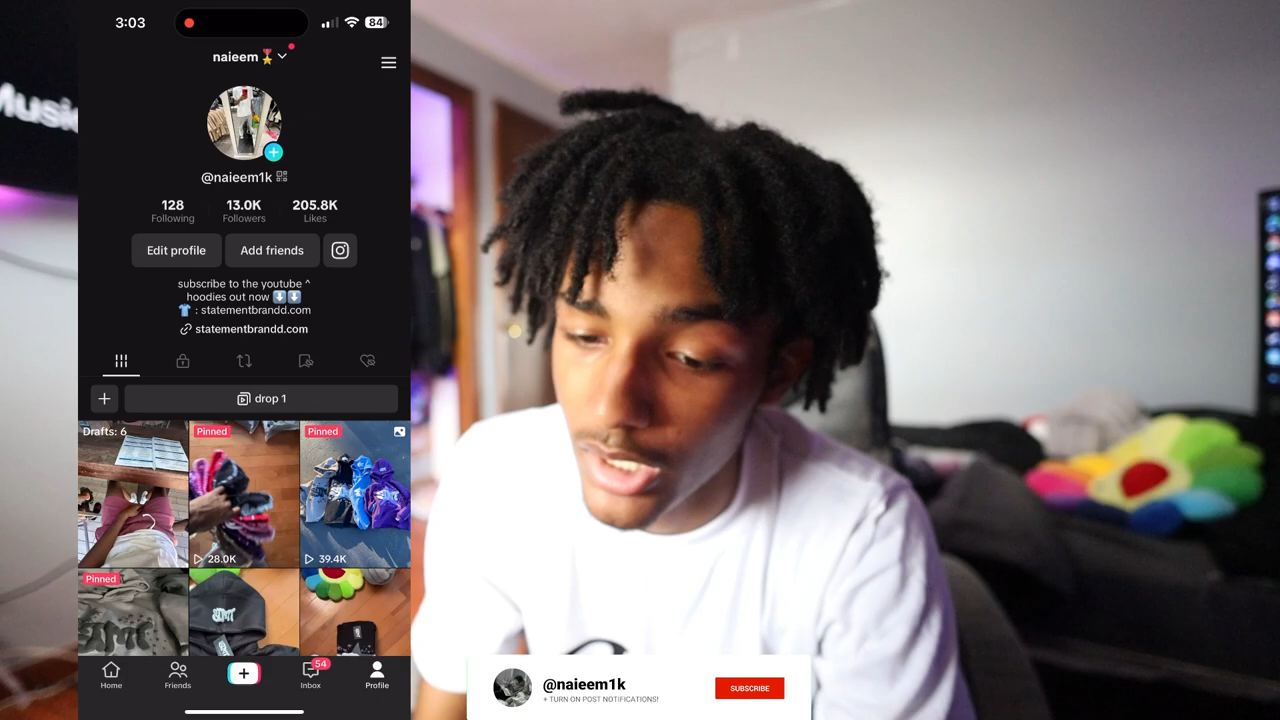 Music
3:03
84
naieem
@naieem1k
128
Following
13.0K
Followers
205.8K
Likes
Edit profile
Add friends
subscribe to the youtube ^
hoodies out now
: statementbrandd.com
statementbrandd.com
drop 1
Drafts: 6
Pinned
Pinned
28.0K
39.4K
Pinned
STMT
Home
Friends
54
Inbox
Profile
@naieem1k
+ TURN ON POST NOTIFICATIONS!
SUBSCRIBE